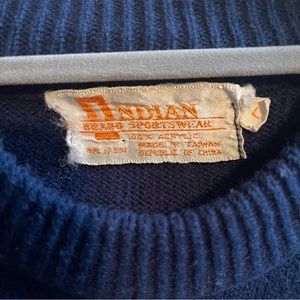 INDIAN
BRAND SPORTSWEAR
100% ACRYLIC
MADE IN TAIWAN
REPUBLIC OF CHINA